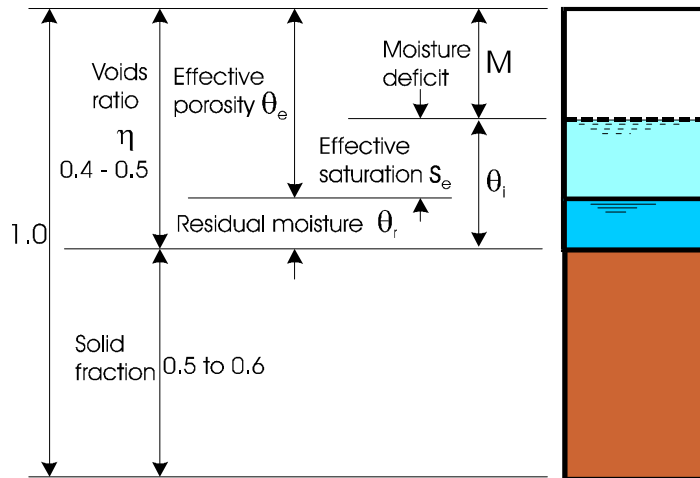 Voids
ratio
η
0.4 - 0.5
Effective
porosity θe
Moisture
deficit
M
Effective
saturation Se
θi
Residual moisture θr
1.0
Solid
fraction
0.5 to 0.6